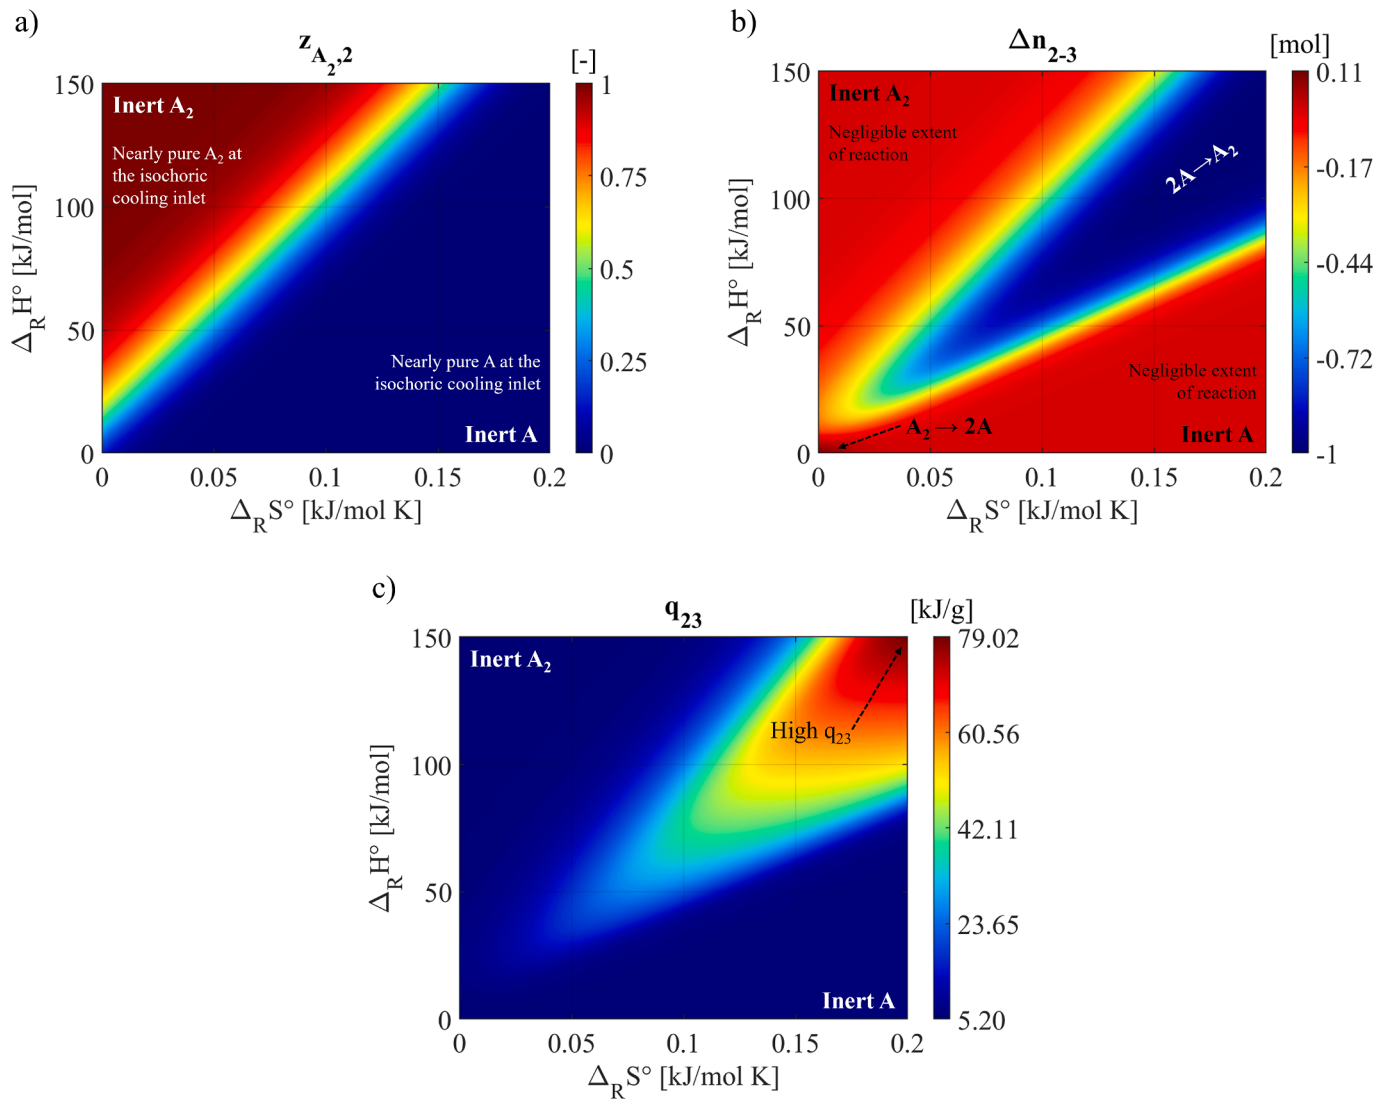 a)
z_A₂,2
[-]
150
100
50
0
Δ_R H° [kJ/mol]
Inert A₂
Nearly pure A₂ at
the isochoric
cooling inlet
Nearly pure A at the
isochoric cooling inlet
Inert A
1
0.75
0.5
0.25
0
0 0.05 0.1 0.15 0.2
Δ_R S° [kJ/mol K]
b)
Δn₂₋₃
[mol]
150
100
50
0
Δ_R H° [kJ/mol]
Inert A₂
Negligible extent
of reaction
2A→A₂
Negligible extent
of reaction
A₂ → 2A
Inert A
0.11
-0.17
-0.44
-0.72
-1
0 0.05 0.1 0.15 0.2
Δ_R S° [kJ/mol K]
c)
q₂₃
[kJ/g]
150
100
50
0
Δ_R H° [kJ/mol]
Inert A₂
High q₂₃
Inert A
79.02
60.56
42.11
23.65
5.20
0 0.05 0.1 0.15 0.2
Δ_R S° [kJ/mol K]